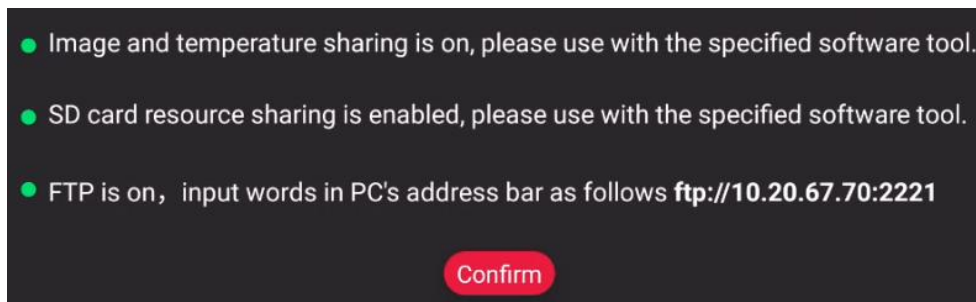 Image and temperature sharing is on, please use with the specified software tool.
SD card resource sharing is enabled, please use with the specified software tool.
FTP is on，input words in PC's address bar as follows ftp://10.20.67.70:2221
Confirm